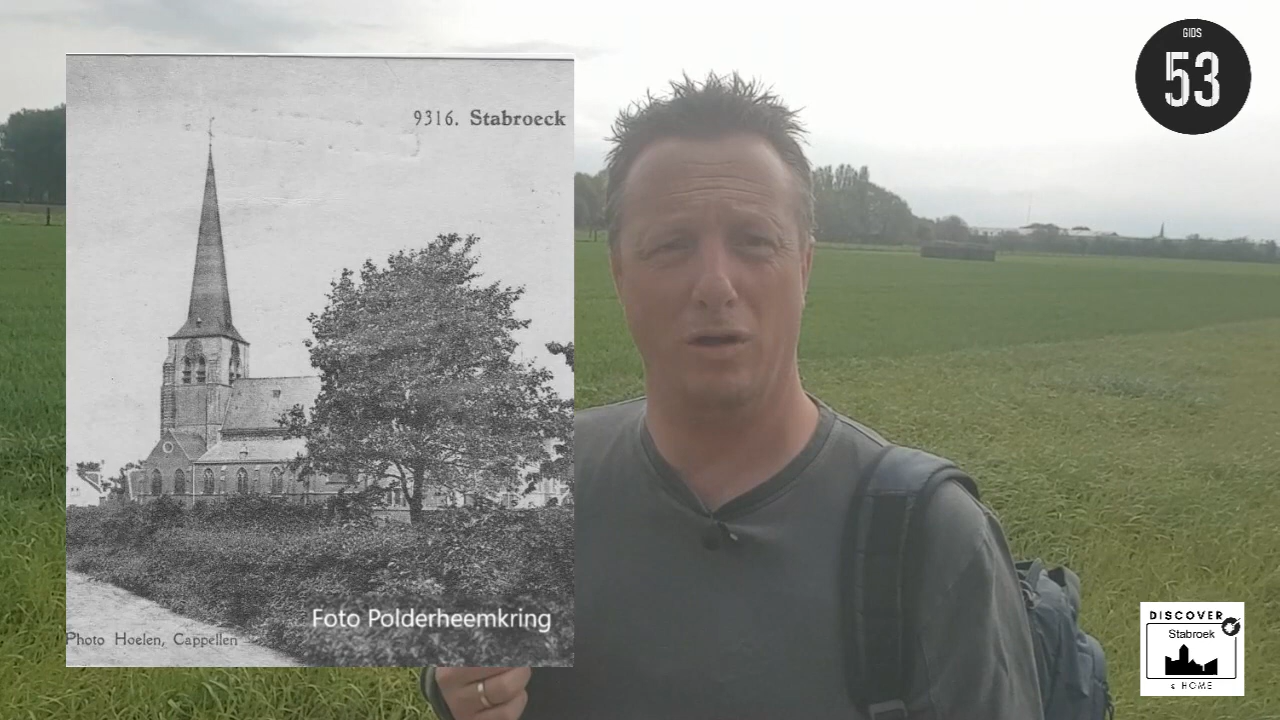 GIDS
53
9316. Stabroeck
Foto Polderheemkring
Photo Hoelen, Cappellen
DISCOVER
Stabroek
@ HOME